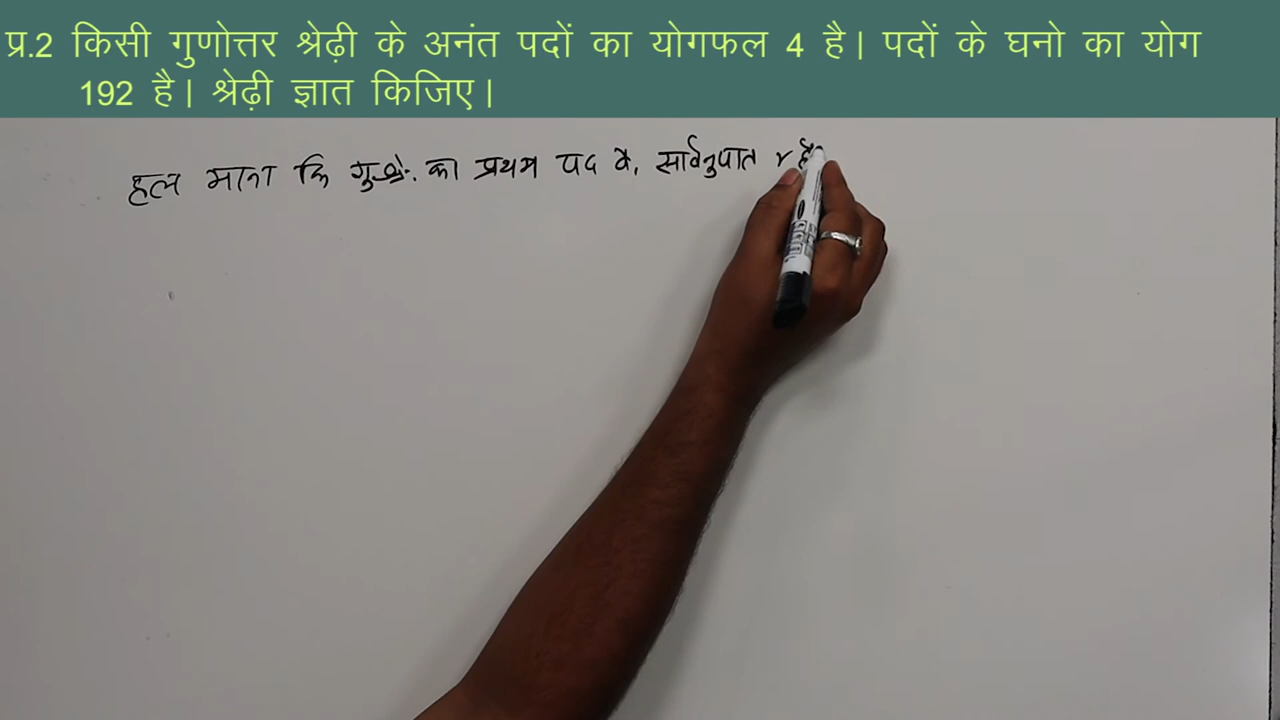 प्र.2 किसी गुणोत्तर श्रेढ़ी के अनंत पदों का योगफल 4 है। पदों के घनो का योग
192 है। श्रेढ़ी ज्ञात किजिए।
हल माना कि गु.श्रे. का प्रथम पद a, सार्वनुपात r है